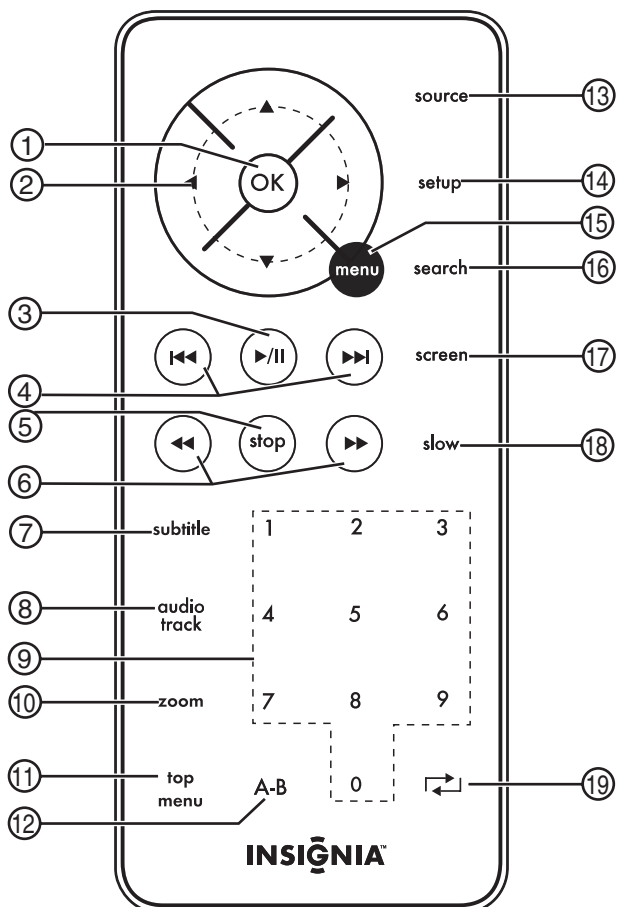 source 13
1 OK
2
setup 14
15
menu search 16
3
▶/II screen 17
4
5
stop slow 18
6
7 subtitle 1 2 3
8 audio
track 4 5 6
9
10 zoom 7 8 9
11 top
menu A-B 0 19
12
INSIGNIA™